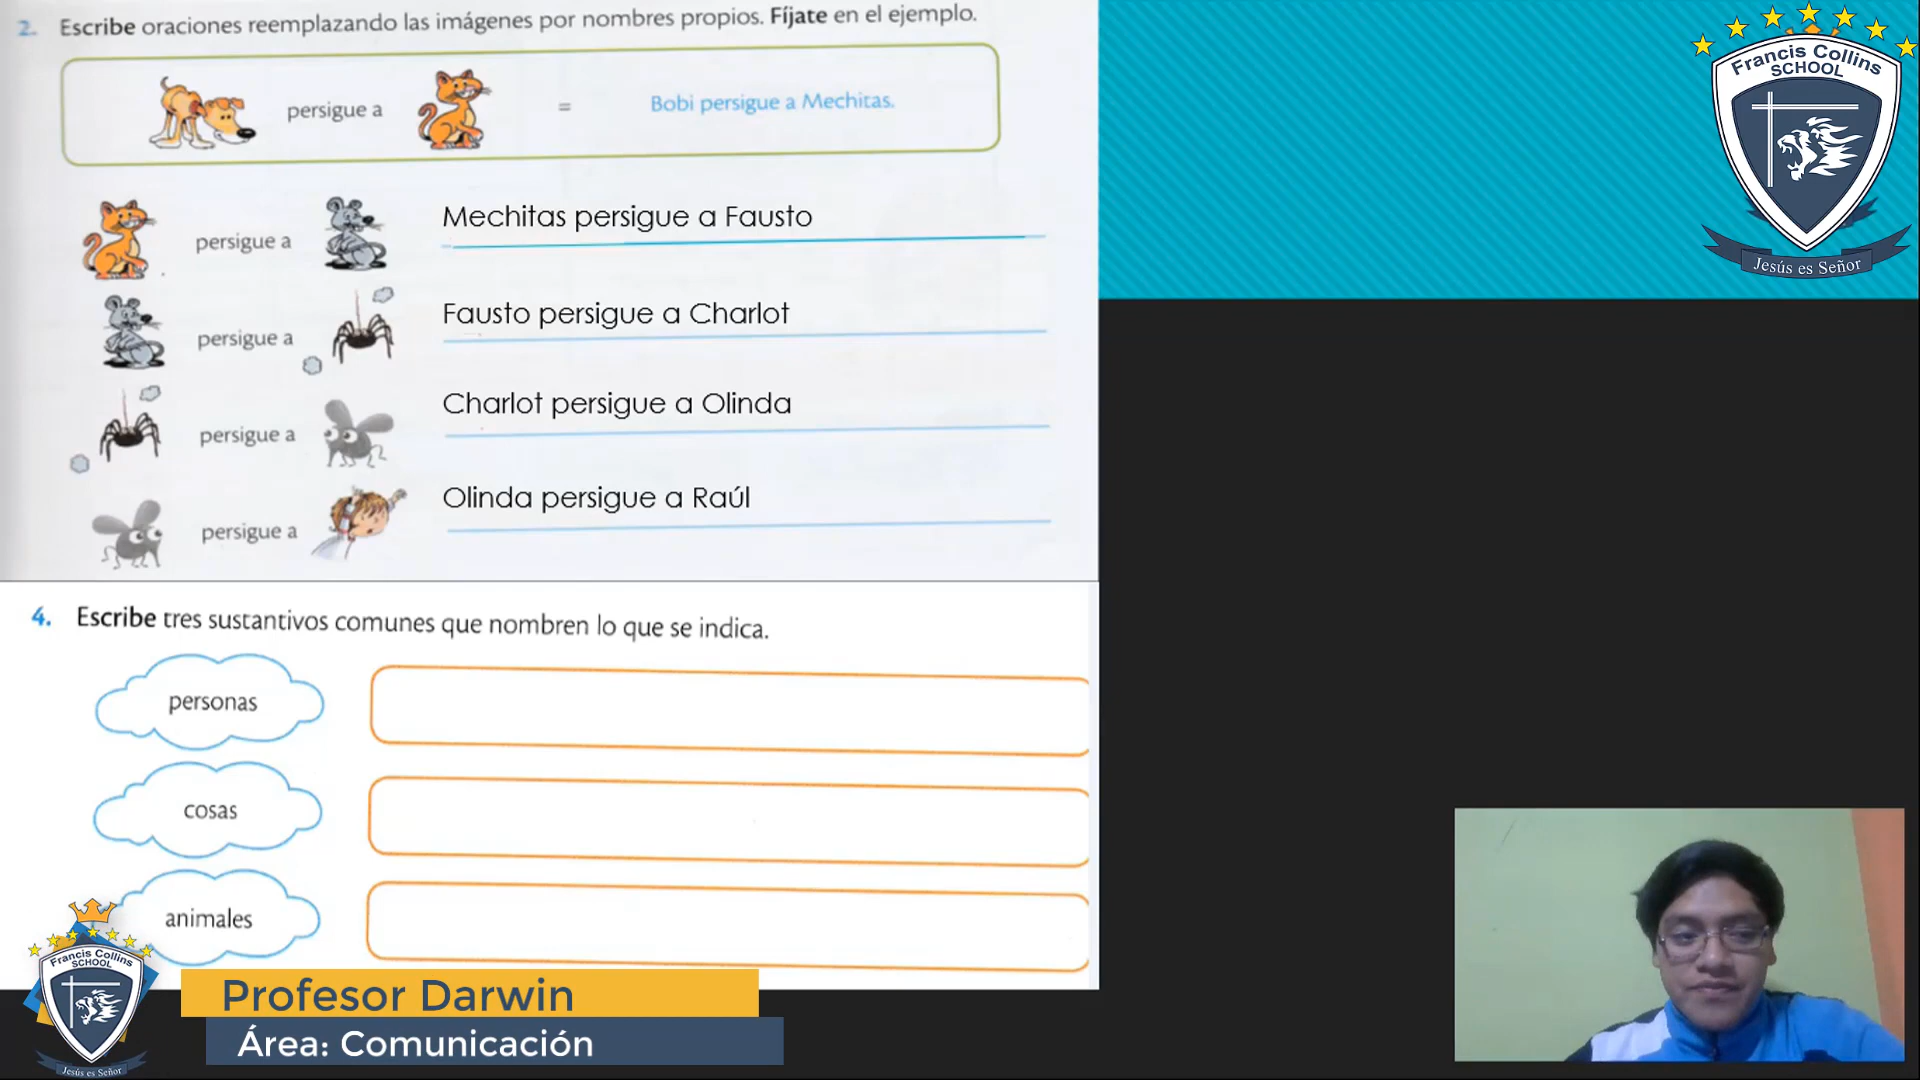 2. Escribe oraciones reemplazando las imágenes por nombres propios. Fíjate en el ejemplo.
persigue a = Bobi persigue a Mechitas.
persigue a Mechitas persigue a Fausto
persigue a Fausto persigue a Charlot
persigue a Charlot persigue a Olinda
persigue a Olinda persigue a Raúl
4. Escribe tres sustantivos comunes que nombren lo que se indica.
personas
cosas
animales
Francis Collins
SCHOOL
Jesús es Señor
Francis Collins
SCHOOL
Jesús es Señor
Profesor Darwin
Área: Comunicación